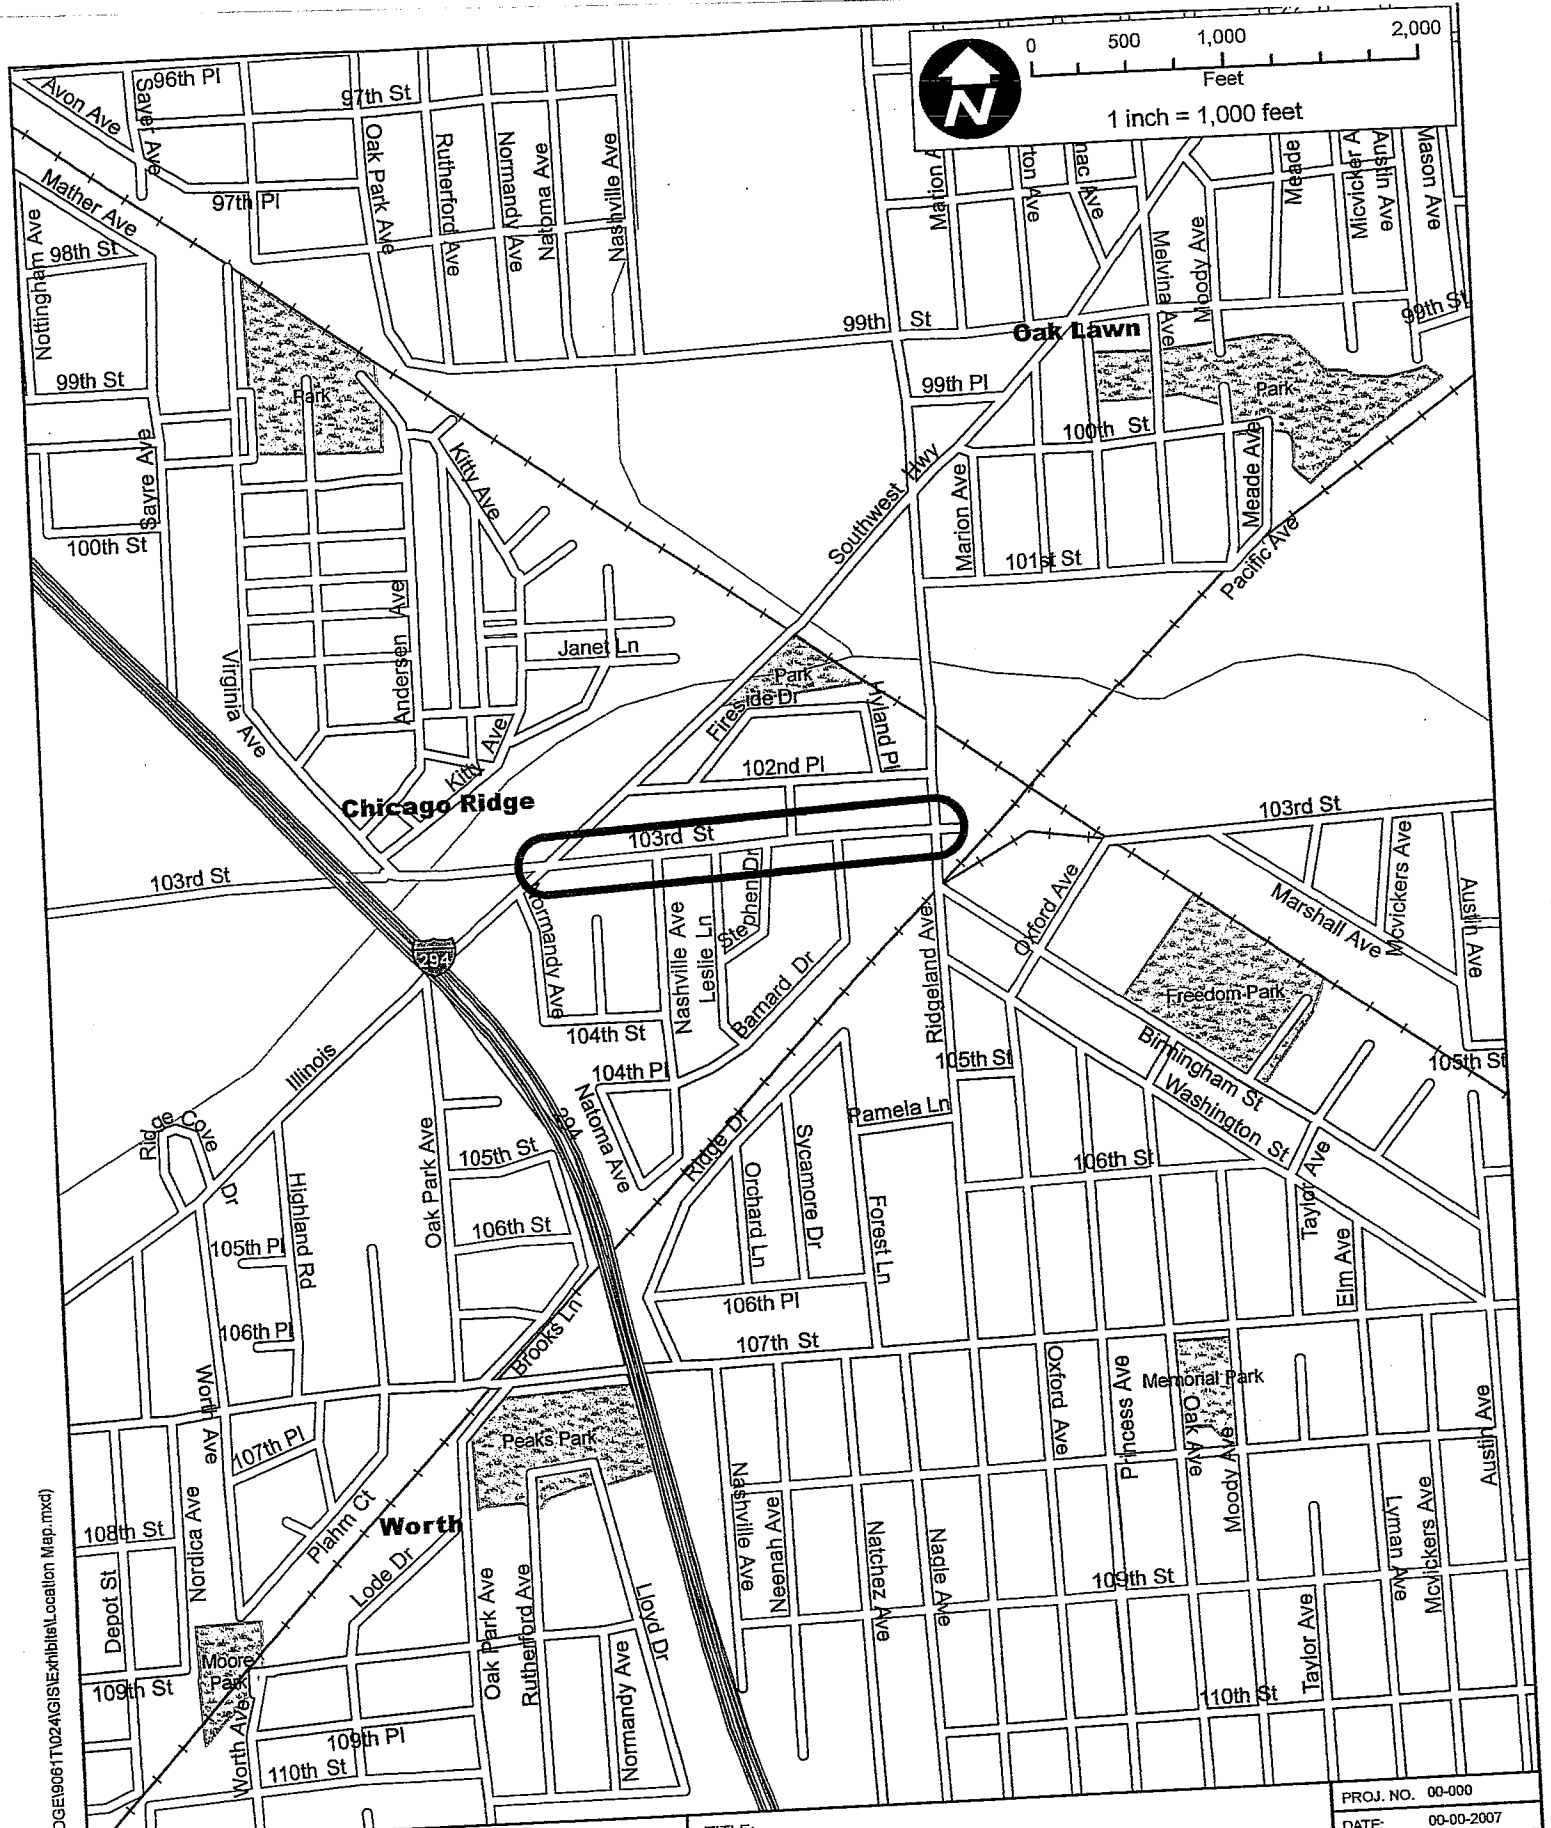 0 500 1,000 2,000
Feet
1 inch = 1,000 feet
N
96th Pl
Avon Ave
Sayer Ave
97th St
Mather Ave
97th Pl
Oak Park Ave
Rutherford Ave
Normandy Ave
Natoma Ave
Nashville Ave
Marion A
rton Ave
mac Ave
Meade
Micvicker A
Austin Ave
Mason Ave
Nottingham Ave
98th St
Melvina Ave
Moody Ave
99th St
99th St
Oak Lawn
99th St
Park
99th Pl
Park
100th St
Sayre Ave
Kitty Ave
Southwest Hwy
Marion Ave
Meade Ave
100th St
101st St
Pacific Ave
Andersen Ave
Janet Ln
Virginia Ave
Park
Fireside Dr
Hyland Pl
Kitty Ave
102nd Pl
Chicago Ridge
103rd St
103rd St
103rd St
Normandy Ave
Nashville Ave
Leslie Ln
Stephen Dr
Barnard Dr
Ridgeland Ave
Oxford Ave
Marshall Ave
Mcvickers Ave
Austin Ave
294
Freedom Park
104th St
104th Pl
Illinois
Natoma Ave
294
105th St
Birmingham St
Washington St
105th St
Ridge Cove
Dr
Highland Rd
Oak Park Ave
105th St
Ridge Dr
Pamela Ln
Orchard Ln
Sycamore Dr
Forest Ln
106th St
Taylor Ave
Elm Ave
105th Pl
106th St
106th Pl
Brooks Ln
106th Pl
107th St
Worth Ave
107th Pl
Peaks Park
Oxford Ave
Princess Ave
Memorial Park
Oak Ave
Moody Ave
Austin Ave
Nordica Ave
108th St
Plahm Ct
Worth
Lode Dr
Nashville Ave
Neenah Ave
Natchez Ave
Nagle Ave
109th St
Lyman Ave
Mcvickers Ave
Depot St
Oak Park Ave
Rutherford Ave
Lloyd Dr
Normandy Ave
Taylor Ave
Moore
Park
109th St
110th St
Worth Ave
109th Pl
110th St
DGE\9061T\024\GIS\Exhibits\Location Map.mxd)
TITLE:
PROJ. NO. 00-000
DATE: 00-00-2007